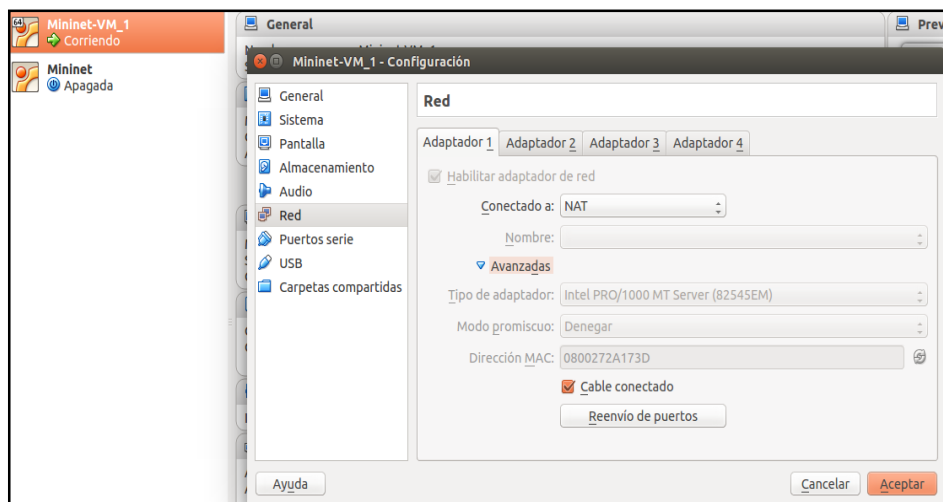 64
Mininet-VM_1
Corriendo
Mininet
Apagada
General
Prev
Mininet-VM_1 - Configuración
General
Sistema
Pantalla
Almacenamiento
Audio
Red
Puertos serie
USB
Carpetas compartidas
Red
Adaptador 1 Adaptador 2 Adaptador 3 Adaptador 4
Habilitar adaptador de red
Conectado a: NAT
Nombre:
Avanzadas
Tipo de adaptador: Intel PRO/1000 MT Server (82545EM)
Modo promiscuo: Denegar
Dirección MAC: 0800272A173D
Cable conectado
Reenvío de puertos
Ayuda
Cancelar
Aceptar